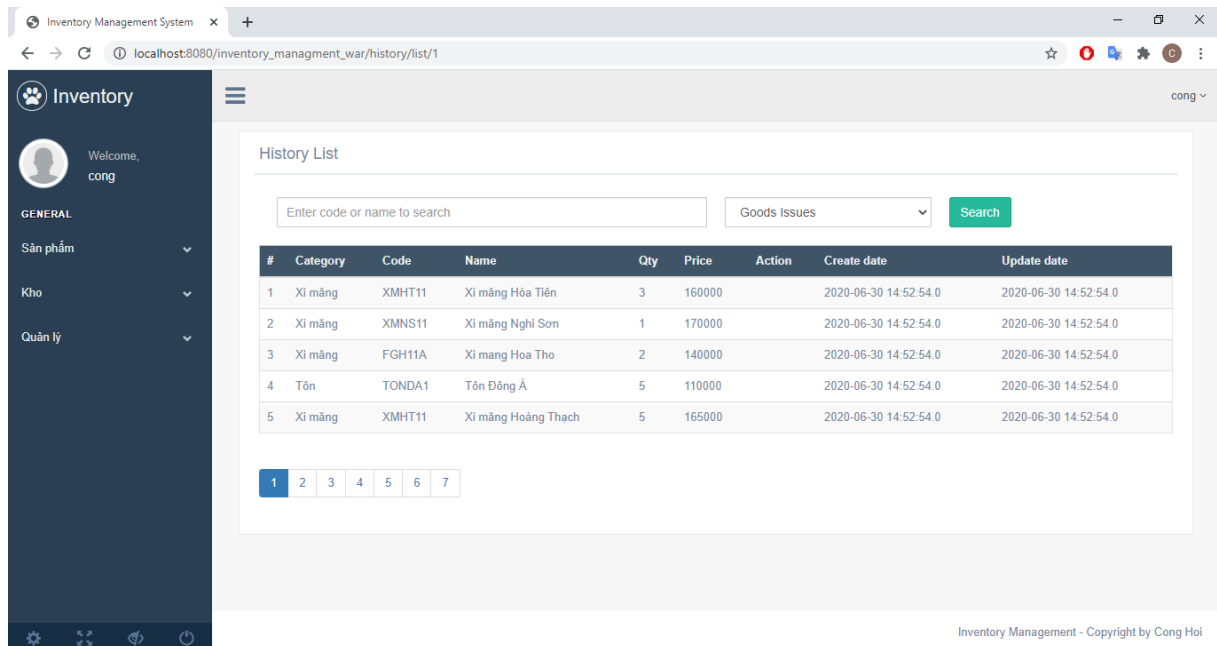 Inventory Management System
localhost:8080/inventory_managment_war/history/list/1
C
Inventory
cong
Welcome,
cong
GENERAL
Sản phẩm
Kho
Quản lý
History List
Enter code or name to search
Goods Issues
Search
# Category Code Name Qty Price Action Create date Update date
1 Xi măng XMHT11 Xi măng Hòa Tiên 3 160000 2020-06-30 14:52:54.0 2020-06-30 14:52:54.0
2 Xi măng XMNS11 Xi măng Nghi Sơn 1 170000 2020-06-30 14:52:54.0 2020-06-30 14:52:54.0
3 Xi măng FGH11A Xi mang Hoa Tho 2 140000 2020-06-30 14:52:54.0 2020-06-30 14:52:54.0
4 Tôn TONDA1 Tôn Đông Á 5 110000 2020-06-30 14:52:54.0 2020-06-30 14:52:54.0
5 Xi măng XMHT11 Xi măng Hoàng Thạch 5 165000 2020-06-30 14:52:54.0 2020-06-30 14:52:54.0
1 2 3 4 5 6 7
Inventory Management - Copyright by Cong Hoi